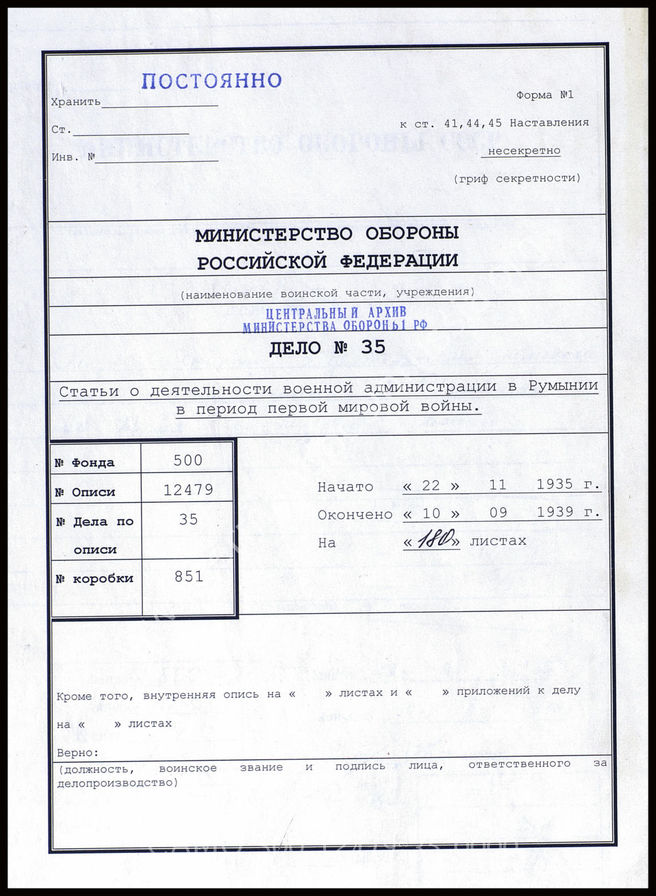 ПОСТОЯННО
Хранить
Форма №1
Ст.
к ст. 41,44,45 Наставления
Инв. №
несекретно
(гриф секретности)
МИНИСТЕРСТВО ОБОРОНЫ
РОССИЙСКОЙ ФЕДЕРАЦИИ
(наименование воинской части, учреждения)
ЦЕНТРАЛЬНЫЙ АРХИВ
МИНИСТЕРСТВА ОБОРОНЫ РФ
ДЕЛО № 35
Статьи о деятельности военной администрации в Румынии
в период первой мировой войны.
№ Фонда 500
№ Описи 12479
№ Дела по описи 35
№ коробки 851
Начато « 22 » 11 1935 г.
Окончено « 10 » 09 1939 г.
На «180» листах
Кроме того, внутренняя опись на « » листах и « » приложений к делу
на « » листах
Верно:
(должность, воинское звание и подпись лица, ответственного за
делопроизводство)